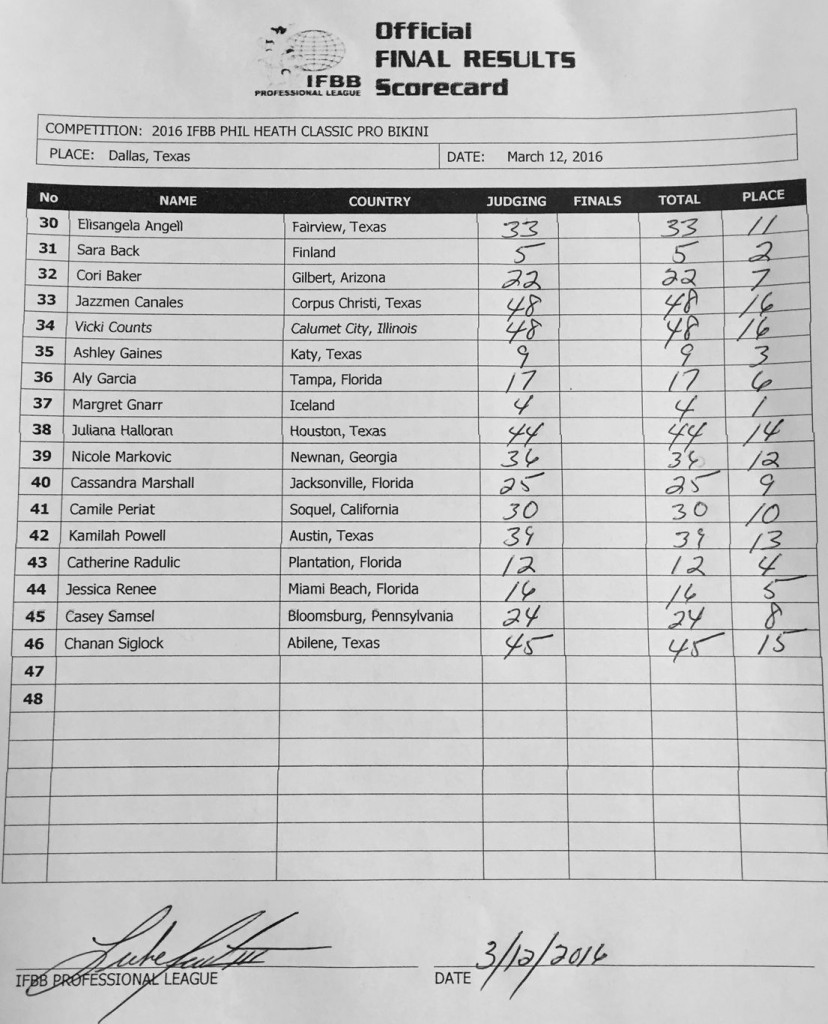 Official
FINAL RESULTS
Scorecard
IFBB
PROFESSIONAL LEAGUE
COMPETITION: 2016 IFBB PHIL HEATH CLASSIC PRO BIKINI
PLACE: Dallas, Texas DATE: March 12, 2016
No NAME COUNTRY JUDGING FINALS TOTAL PLACE
30 Elisangela Angell Fairview, Texas 33 33 11
31 Sara Back Finland 5 5 2
32 Cori Baker Gilbert, Arizona 22 22 7
33 Jazzmen Canales Corpus Christi, Texas 48 48 16
34 Vicki Counts Calumet City, Illinois 48 48 16
35 Ashley Gaines Katy, Texas 9 9 3
36 Aly Garcia Tampa, Florida 17 17 6
37 Margret Gnarr Iceland 4 4 1
38 Juliana Halloran Houston, Texas 44 44 14
39 Nicole Markovic Newnan, Georgia 36 36 12
40 Cassandra Marshall Jacksonville, Florida 25 25 9
41 Camile Periat Soquel, California 30 30 10
42 Kamilah Powell Austin, Texas 39 39 13
43 Catherine Radulic Plantation, Florida 12 12 4
44 Jessica Renee Miami Beach, Florida 16 16 5
45 Casey Samsel Bloomsburg, Pennsylvania 24 24 8
46 Chanan Siglock Abilene, Texas 45 45 15
47
48
3/12/2016
IFBB PROFESSIONAL LEAGUE DATE